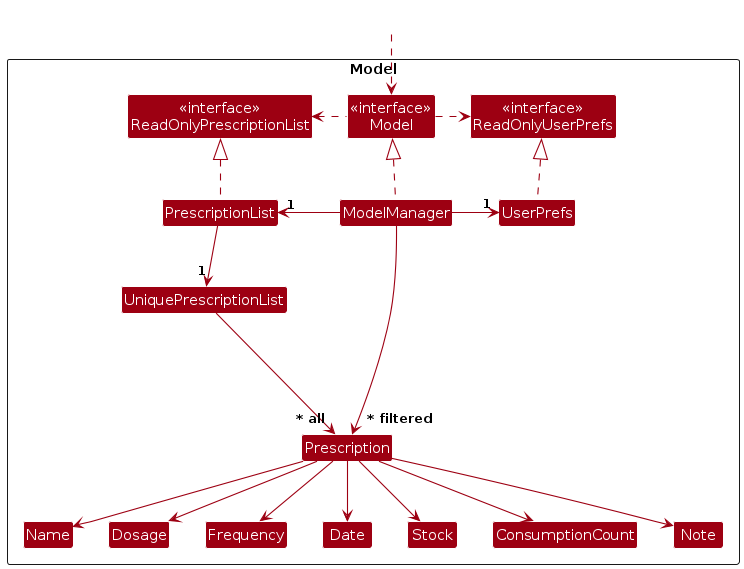 Model
«interface»
ReadOnlyPrescriptionList
«interface»
Model
«interface»
ReadOnlyUserPrefs
PrescriptionList
1
ModelManager
1
UserPrefs
1
UniquePrescriptionList
* all
* filtered
Prescription
Name
Dosage
Frequency
Date
Stock
ConsumptionCount
Note